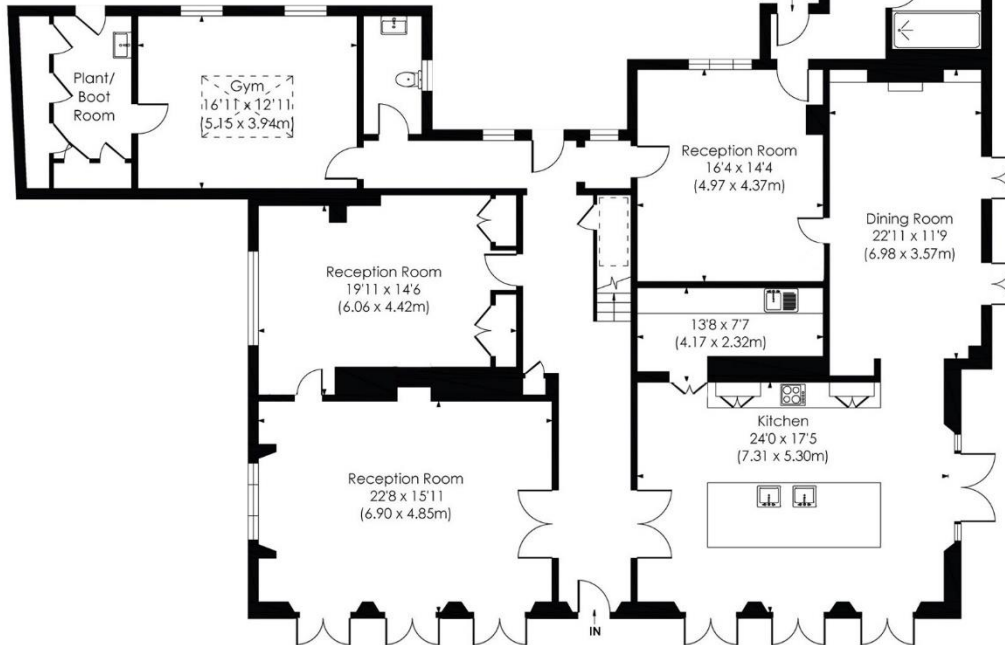 Plant/
Boot
Room
Gym
16'11 x 12'11
(5.15 x 3.94m)
Reception Room
16'4 x 14'4
(4.97 x 4.37m)
Dining Room
22'11 x 11'9
(6.98 x 3.57m)
Reception Room
19'11 x 14'6
(6.06 x 4.42m)
13'8 x 7'7
(4.17 x 2.32m)
Kitchen
24'0 x 17'5
(7.31 x 5.30m)
Reception Room
22'8 x 15'11
(6.90 x 4.85m)
IN